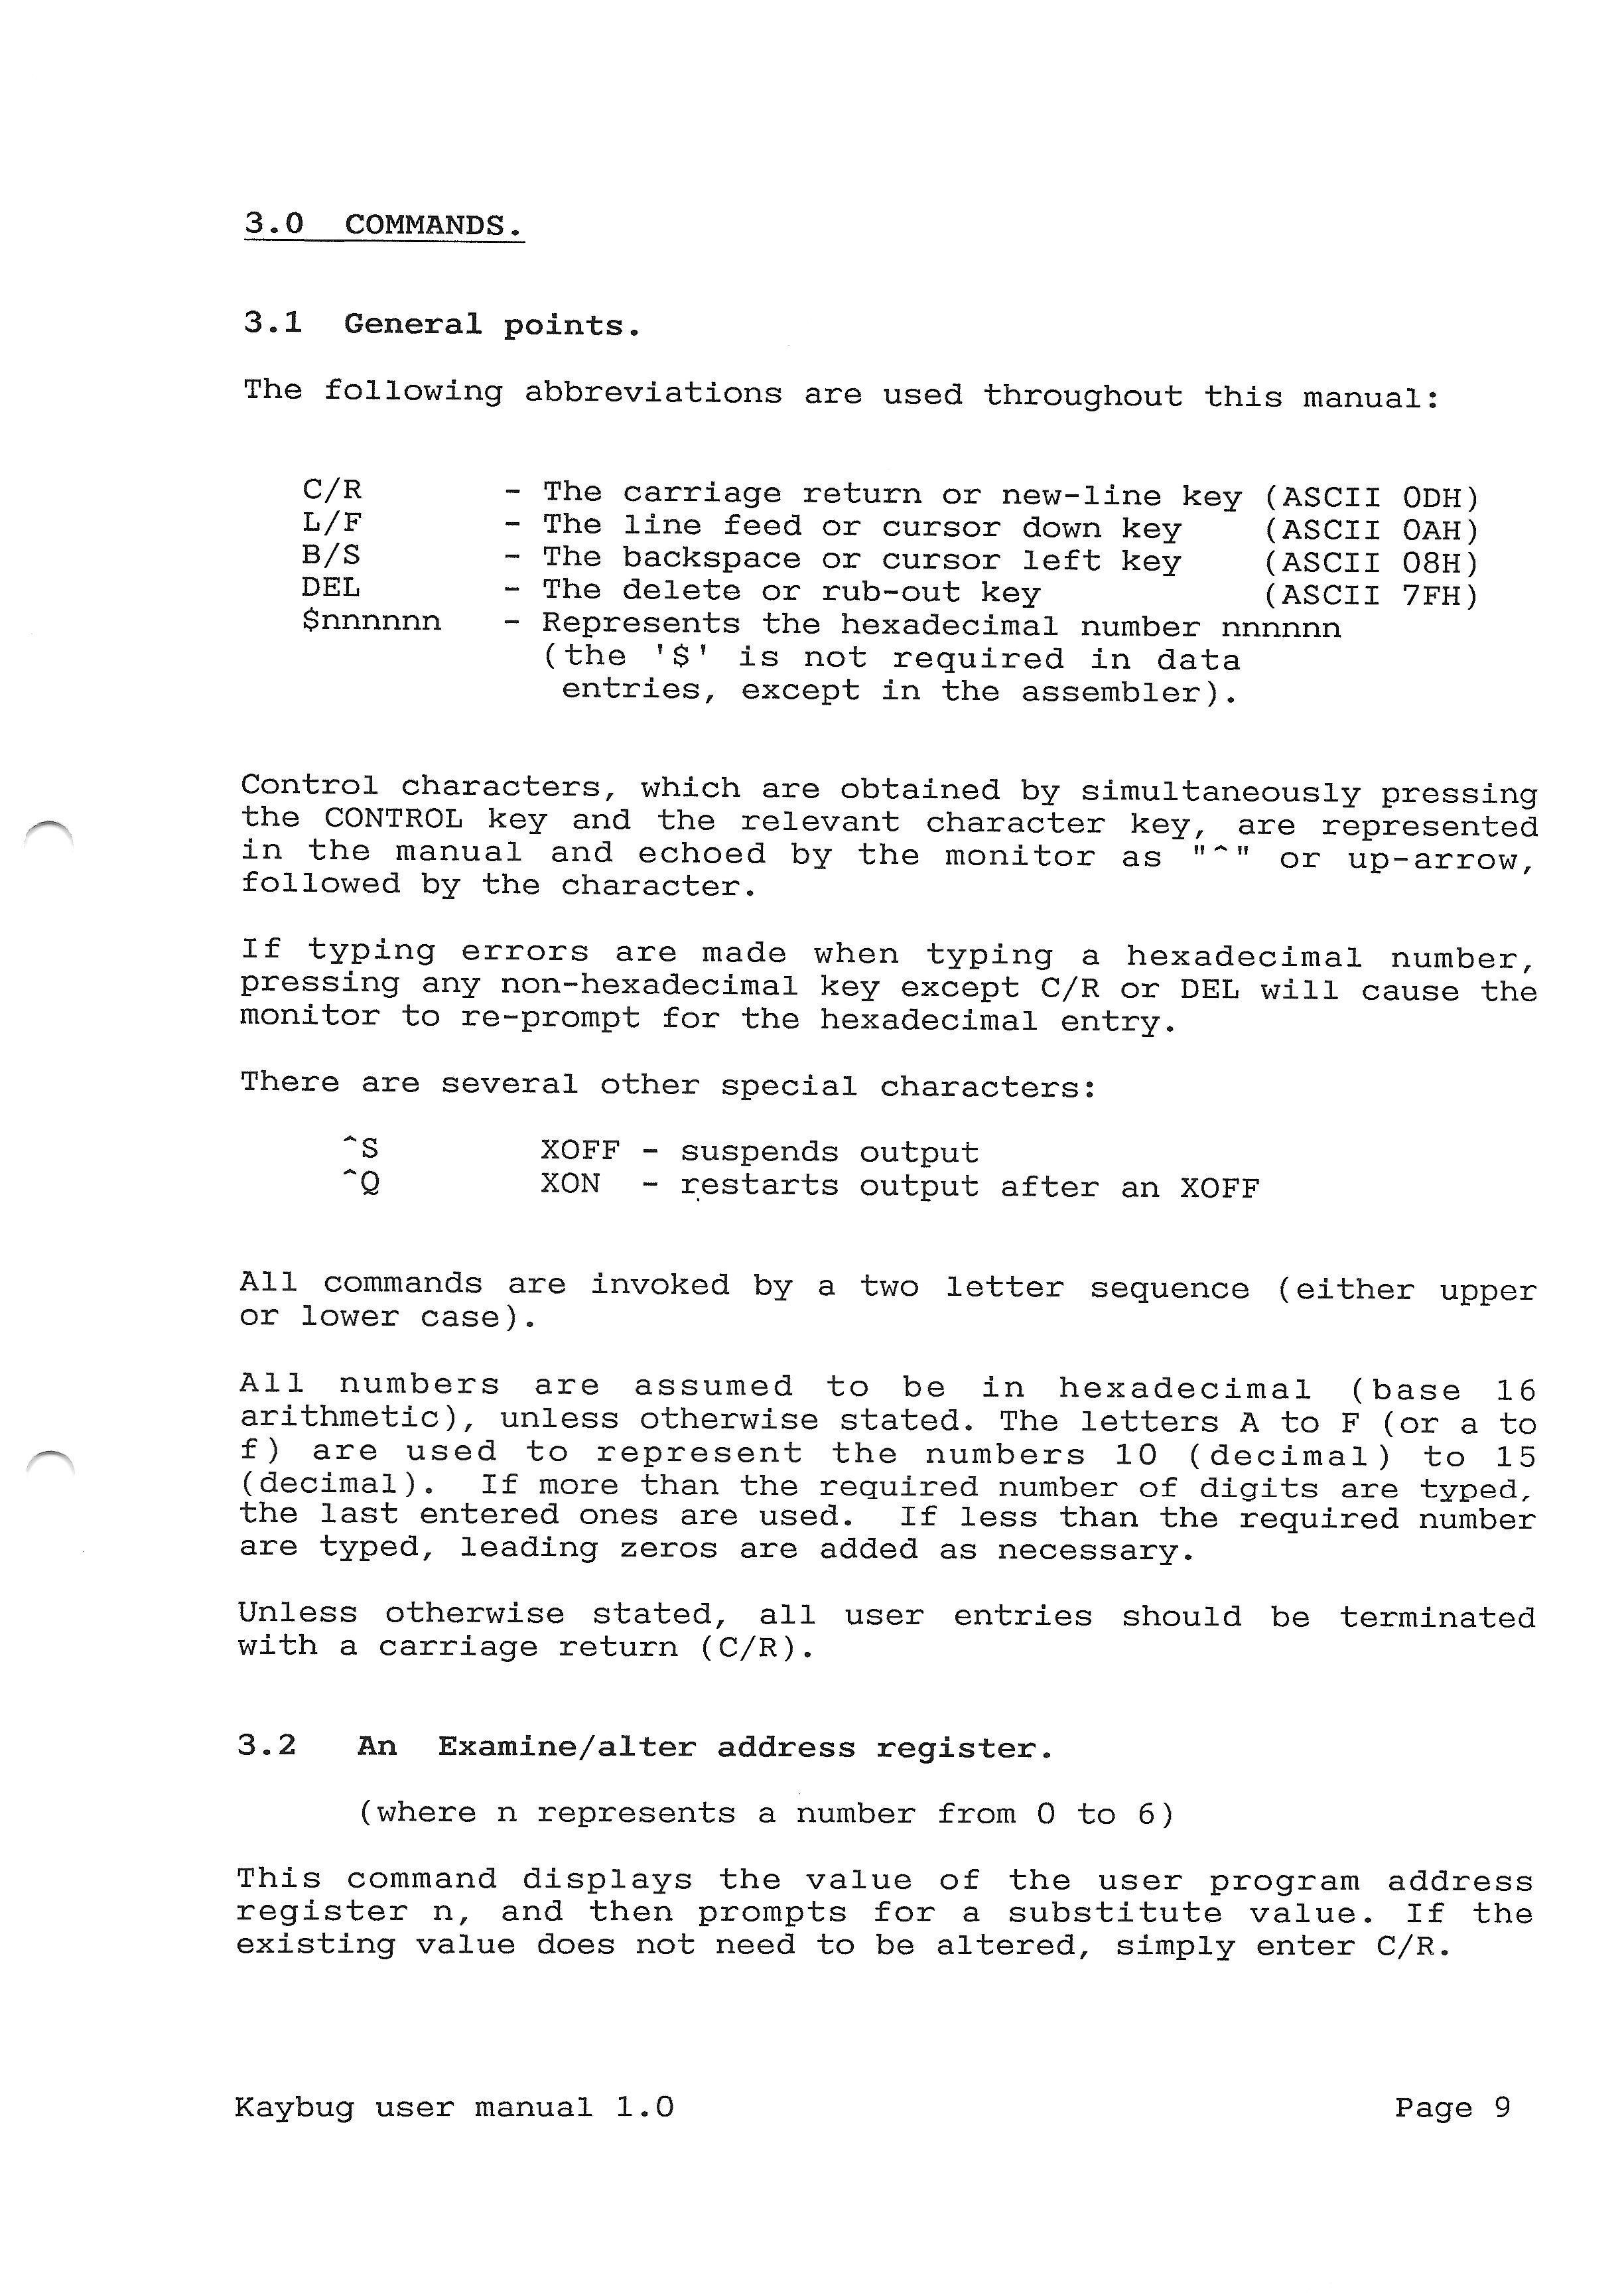 3.0  COMMANDS.
3.1  General points.
The following abbreviations are used throughout this manual:
C/R - The carriage return or new-line key (ASCII 0DH)
L/F - The line feed or cursor down key (ASCII 0AH)
B/S - The backspace or cursor left key (ASCII 08H)
DEL - The delete or rub-out key (ASCII 7FH)
$nnnnnn - Represents the hexadecimal number nnnnnn
(the '$' is not required in data
entries, except in the assembler).
Control characters, which are obtained by simultaneously pressing
the CONTROL key and the relevant character key, are represented
in the manual and echoed by the monitor as "^" or up-arrow,
followed by the character.
If typing errors are made when typing a hexadecimal number,
pressing any non-hexadecimal key except C/R or DEL will cause the
monitor to re-prompt for the hexadecimal entry.
There are several other special characters:
^S XOFF - suspends output
^Q XON - restarts output after an XOFF
All commands are invoked by a two letter sequence (either upper
or lower case).
All numbers are assumed to be in hexadecimal (base 16
arithmetic), unless otherwise stated. The letters A to F (or a to
f) are used to represent the numbers 10 (decimal) to 15
(decimal). If more than the required number of digits are typed,
the last entered ones are used. If less than the required number
are typed, leading zeros are added as necessary.
Unless otherwise stated, all user entries should be terminated
with a carriage return (C/R).
3.2 An Examine/alter address register.
(where n represents a number from 0 to 6)
This command displays the value of the user program address
register n, and then prompts for a substitute value. If the
existing value does not need to be altered, simply enter C/R.
Kaybug user manual 1.0 Page 9